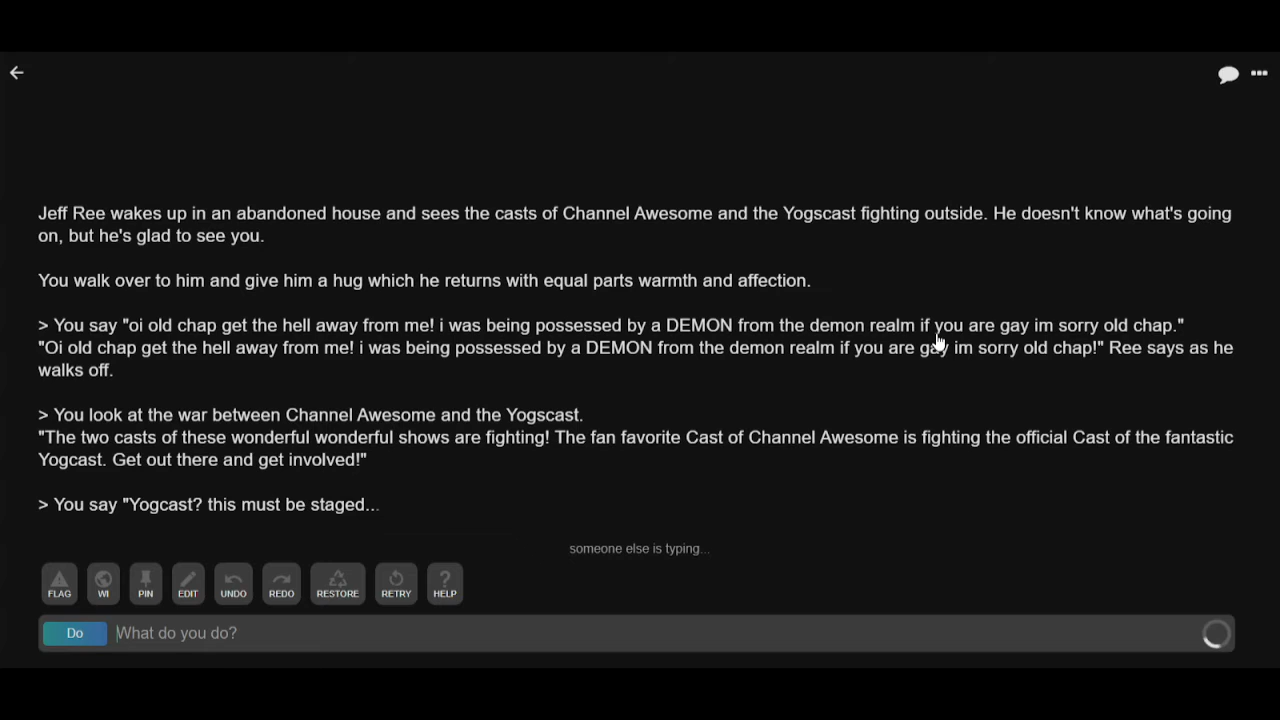 Jeff Ree wakes up in an abandoned house and sees the casts of Channel Awesome and the Yogscast fighting outside. He doesn't know what's going
on, but he's glad to see you.
You walk over to him and give him a hug which he returns with equal parts warmth and affection.
> You say "oi old chap get the hell away from me! i was being possessed by a DEMON from the demon realm if you are gay im sorry old chap."
"Oi old chap get the hell away from me! i was being possessed by a DEMON from the demon realm if you are gay im sorry old chap!" Ree says as he
walks off.
> You look at the war between Channel Awesome and the Yogscast.
"The two casts of these wonderful wonderful shows are fighting! The fan favorite Cast of Channel Awesome is fighting the official Cast of the fantastic
Yogcast. Get out there and get involved!"
> You say "Yogcast? this must be staged...
someone else is typing...
FLAG WI PIN EDIT UNDO REDO RESTORE RETRY HELP
Do What do you do?